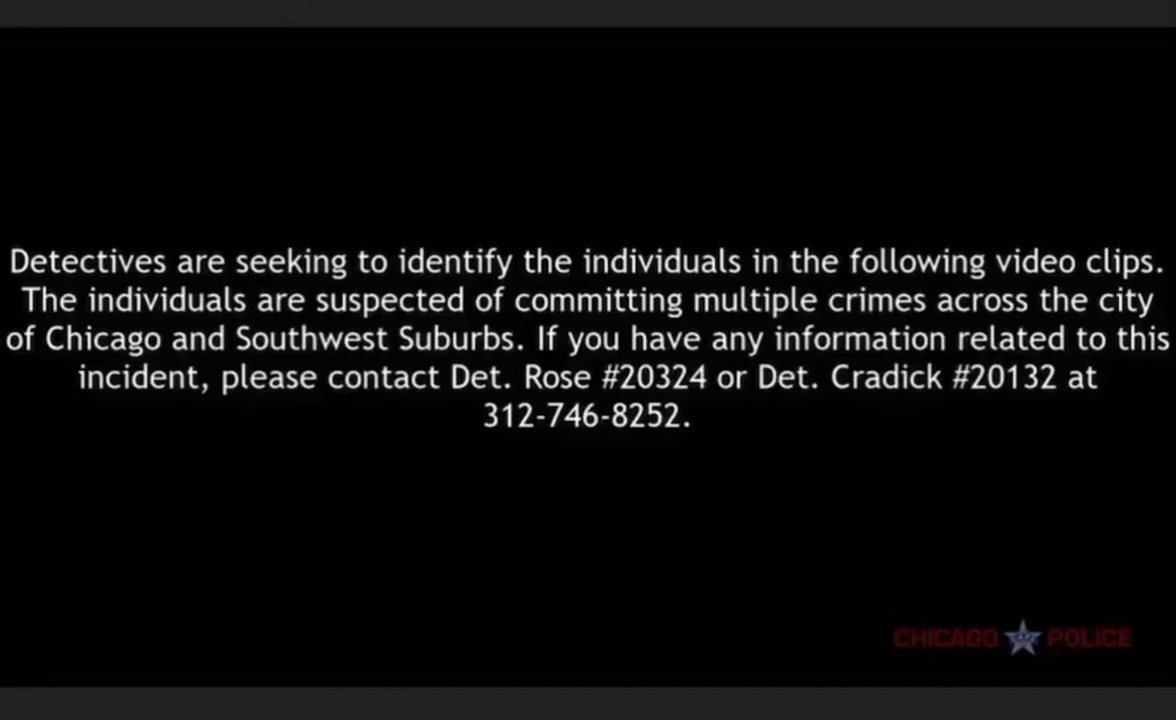 Detectives are seeking to identify the individuals in the following video clips.
The individuals are suspected of committing multiple crimes across the city
of Chicago and Southwest Suburbs. If you have any information related to this
incident, please contact Det. Rose #20324 or Det. Cradick #20132 at
312-746-8252.
CHICAGO POLICE